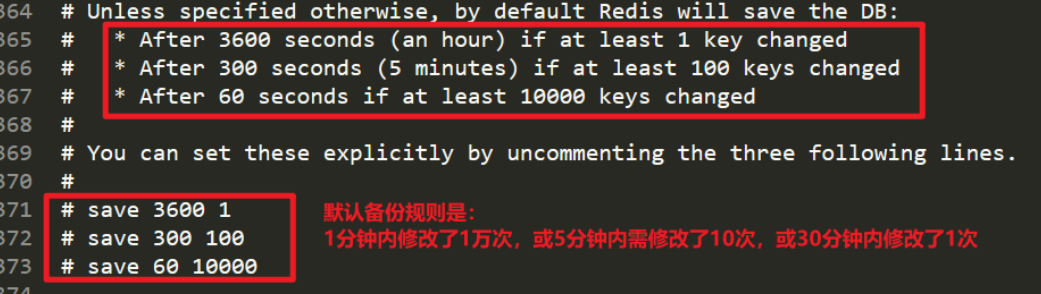 364 # Unless specified otherwise, by default Redis will save the DB:
365 # * After 3600 seconds (an hour) if at least 1 key changed
366 # * After 300 seconds (5 minutes) if at least 100 keys changed
367 # * After 60 seconds if at least 10000 keys changed
368 #
369 # You can set these explicitly by uncommenting the three following lines.
370 #
371 # save 3600 1
默认备份规则是:
372 # save 300 100
1分钟内修改了1万次，或5分钟内需修改了10次，或30分钟内修改了1次
373 # save 60 10000
374